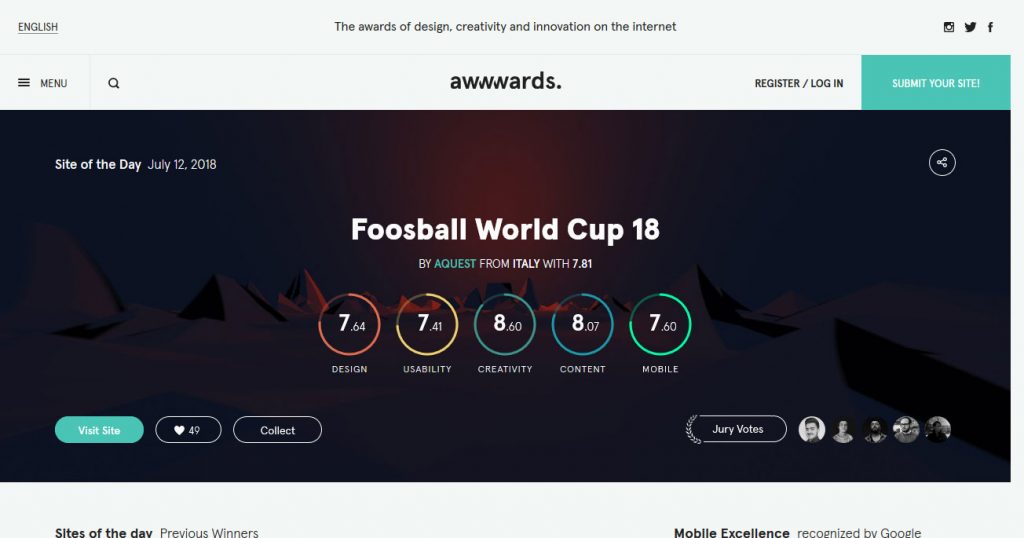 ENGLISH
The awards of design, creativity and innovation on the internet
MENU
awwwards.
REGISTER / LOG IN
SUBMIT YOUR SITE!
Site of the Day July 12, 2018
Foosball World Cup 18
BY AQUEST FROM ITALY WITH 7.81
7.64
7.41
8.60
8.07
7.60
DESIGN
USABILITY
CREATIVITY
CONTENT
MOBILE
Visit Site
49
Collect
Jury Votes
Sites of the day Previous Winners
Mobile Excellence recognized by Google